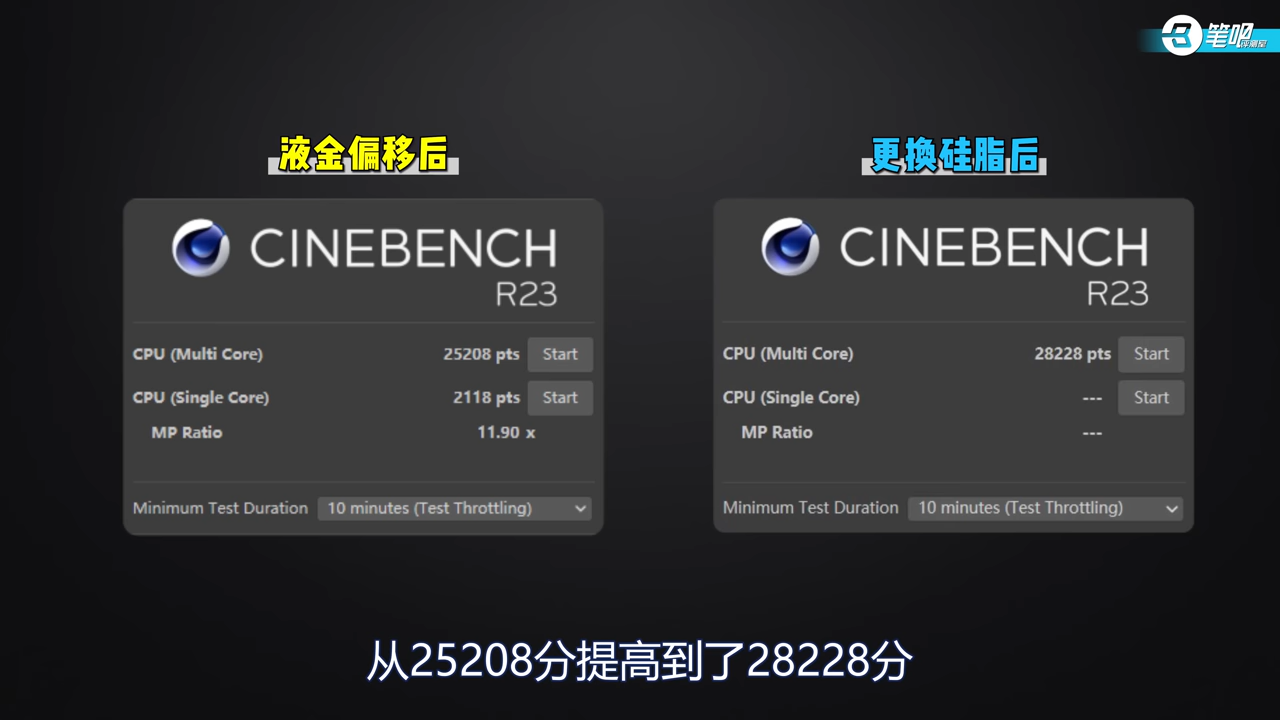 笔吧评测室
液金偏移后
更换硅脂后
CINEBENCH
R23
CPU (Multi Core) 25208 pts Start
CPU (Single Core) 2118 pts Start
MP Ratio 11.90 x
Minimum Test Duration 10 minutes (Test Throttling)
CINEBENCH
R23
CPU (Multi Core) 28228 pts Start
CPU (Single Core) --- Start
MP Ratio ---
Minimum Test Duration 10 minutes (Test Throttling)
从25208分提高到了28228分